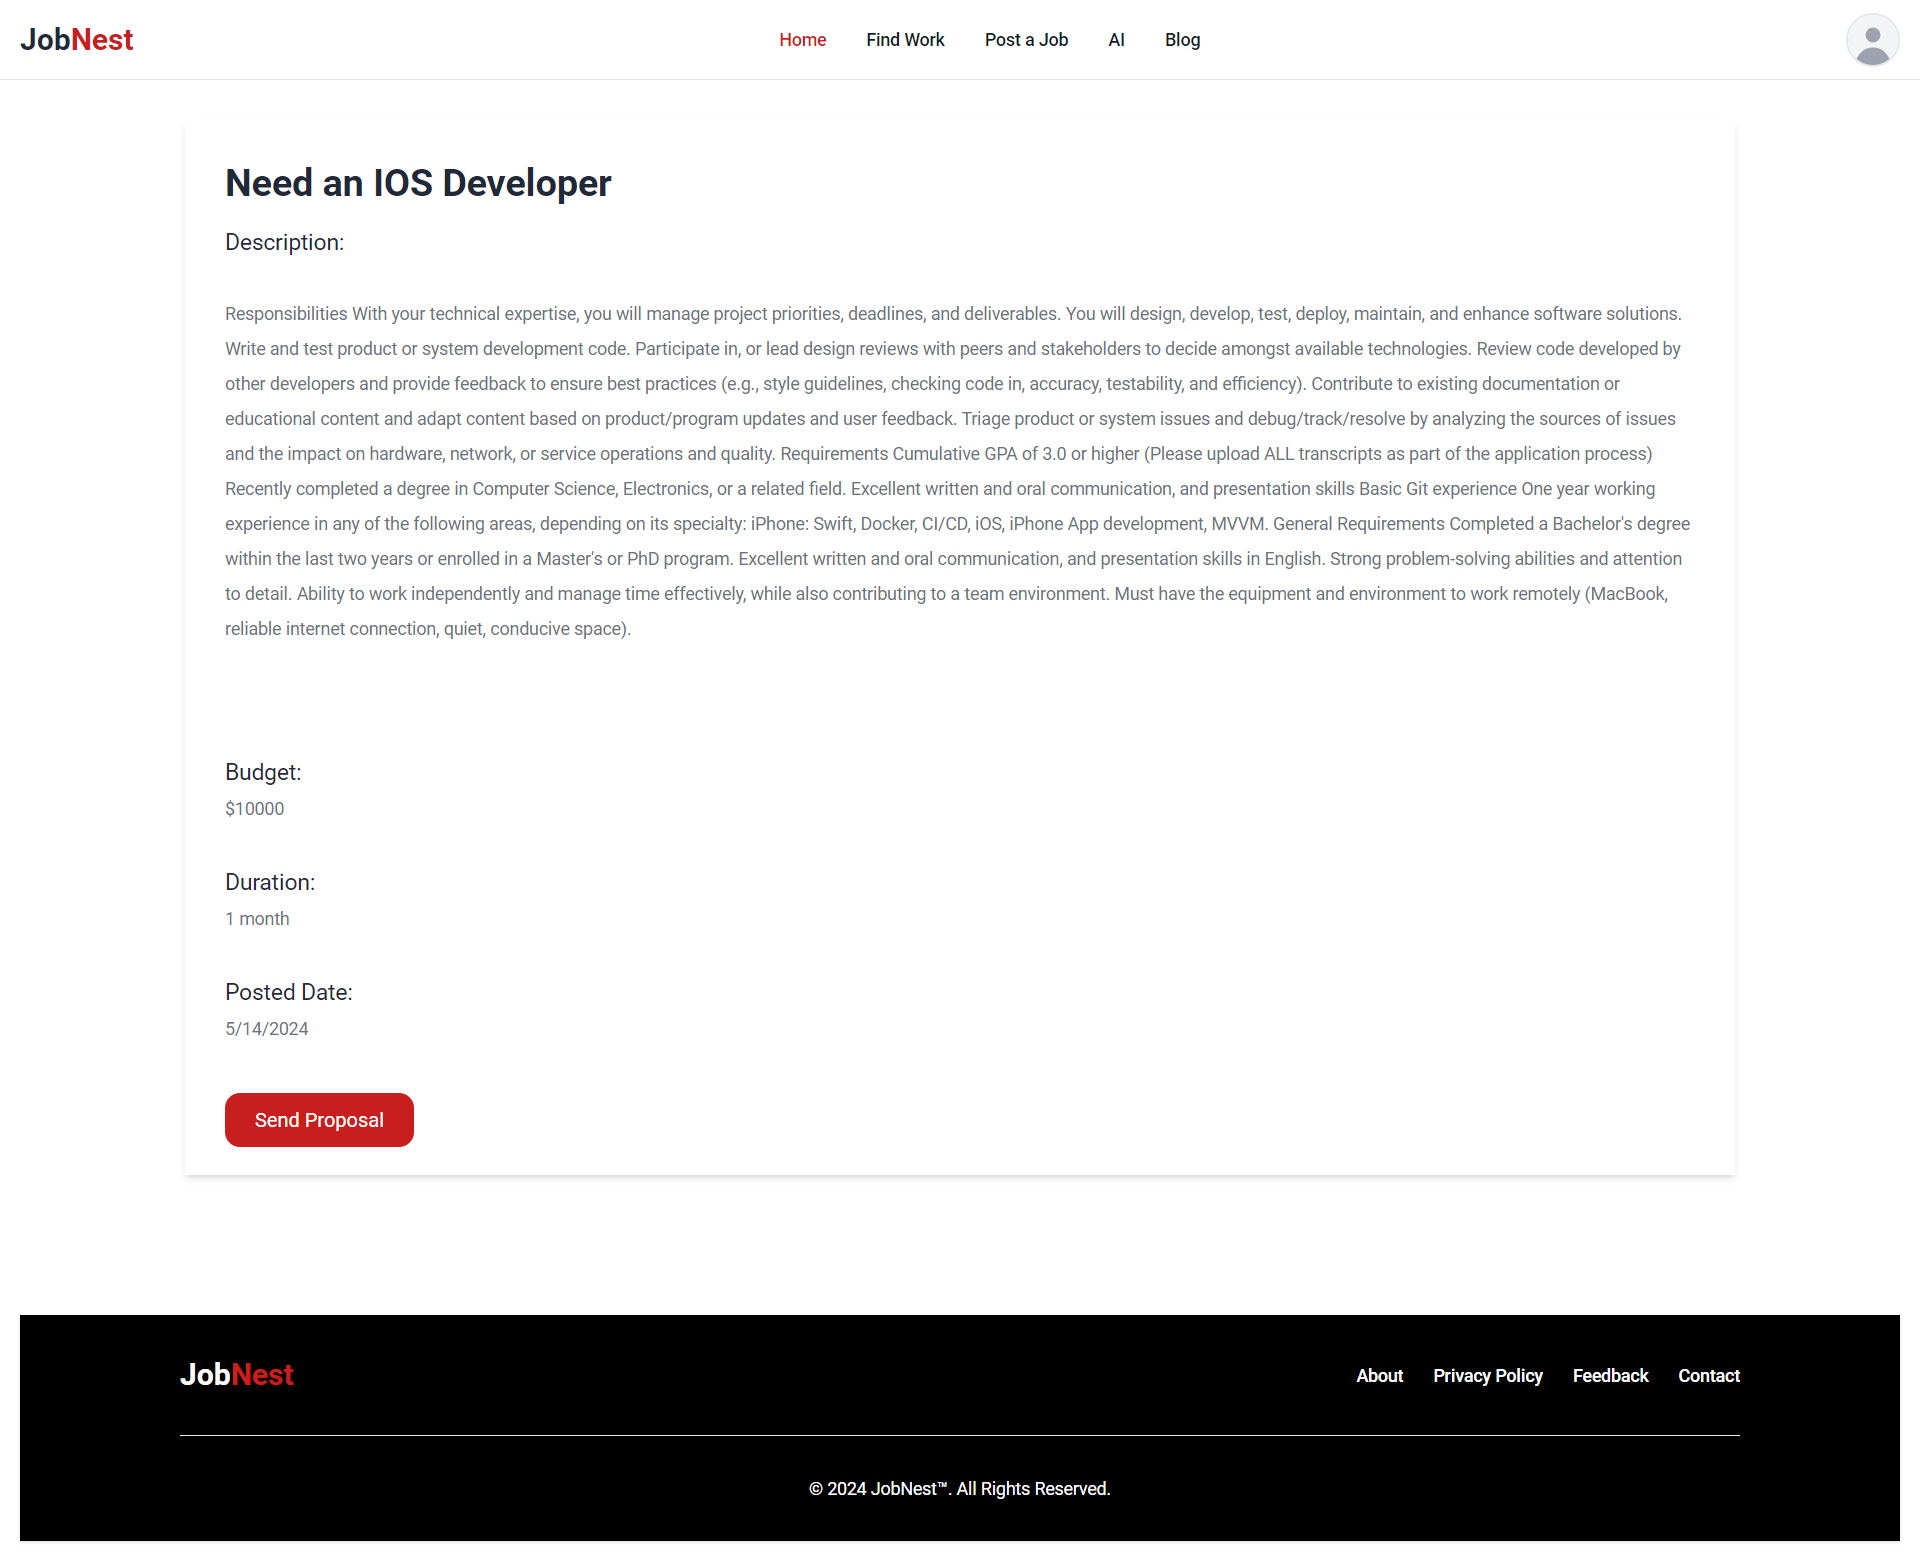 JobNest
Home Find Work Post a Job AI Blog
Need an IOS Developer
Description:
Responsibilities With your technical expertise, you will manage project priorities, deadlines, and deliverables. You will design, develop, test, deploy, maintain, and enhance software solutions.
Write and test product or system development code. Participate in, or lead design reviews with peers and stakeholders to decide amongst available technologies. Review code developed by
other developers and provide feedback to ensure best practices (e.g., style guidelines, checking code in, accuracy, testability, and efficiency). Contribute to existing documentation or
educational content and adapt content based on product/program updates and user feedback. Triage product or system issues and debug/track/resolve by analyzing the sources of issues
and the impact on hardware, network, or service operations and quality. Requirements Cumulative GPA of 3.0 or higher (Please upload ALL transcripts as part of the application process)
Recently completed a degree in Computer Science, Electronics, or a related field. Excellent written and oral communication, and presentation skills Basic Git experience One year working
experience in any of the following areas, depending on its specialty: iPhone: Swift, Docker, CI/CD, iOS, iPhone App development, MVVM. General Requirements Completed a Bachelor's degree
within the last two years or enrolled in a Master's or PhD program. Excellent written and oral communication, and presentation skills in English. Strong problem-solving abilities and attention
to detail. Ability to work independently and manage time effectively, while also contributing to a team environment. Must have the equipment and environment to work remotely (MacBook,
reliable internet connection, quiet, conducive space).
Budget:
$10000
Duration:
1 month
Posted Date:
5/14/2024
Send Proposal
JobNest
About Privacy Policy Feedback Contact
© 2024 JobNest™. All Rights Reserved.